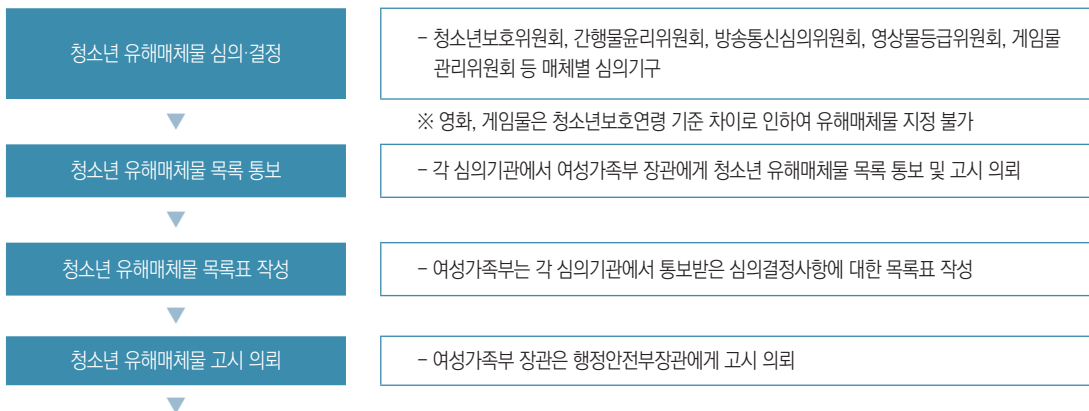 청소년 유해매체물 심의·결정
– 청소년보호위원회, 간행물윤리위원회, 방송통신심의위원회, 영상물등급위원회, 게임물
관리위원회 등 매체별 심의기구
※ 영화, 게임물은 청소년보호연령 기준 차이로 인하여 유해매체물 지정 불가
청소년 유해매체물 목록 통보
– 각 심의기관에서 여성가족부 장관에게 청소년 유해매체물 목록 통보 및 고시 의뢰
청소년 유해매체물 목록표 작성
– 여성가족부는 각 심의기관에서 통보받은 심의결정사항에 대한 목록표 작성
청소년 유해매체물 고시 의뢰
– 여성가족부 장관은 행정안전부장관에게 고시 의뢰